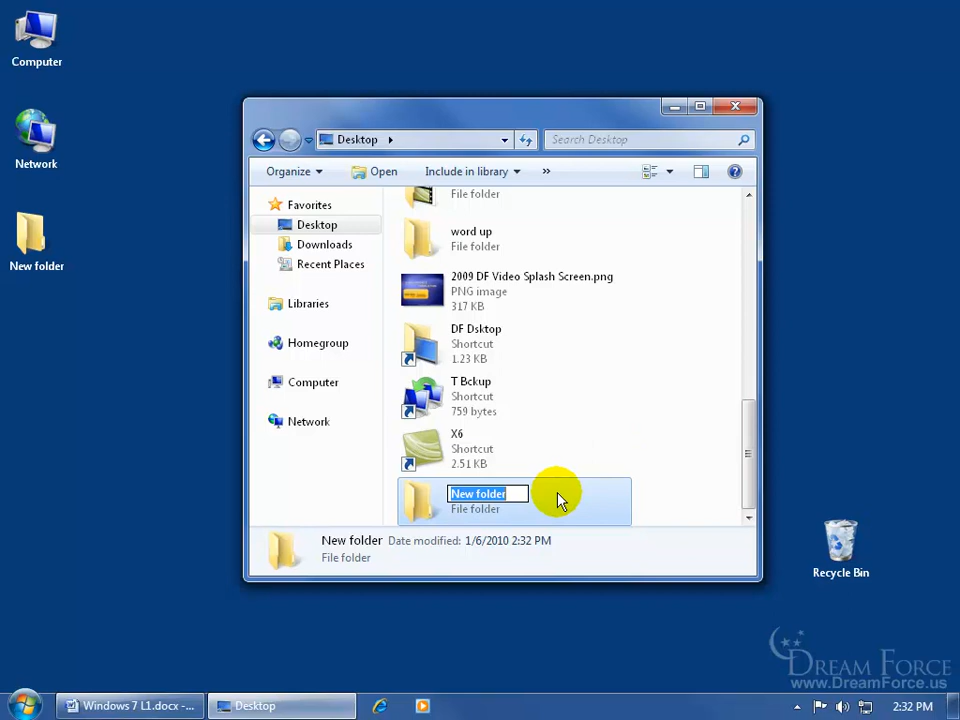 Computer
Network
New folder
Desktop
Search Desktop
Organize
Open
Include in library
»
Favorites
Desktop
Downloads
Recent Places
Libraries
Homegroup
Computer
Network
File folder
word up
File folder
2009 DF Video Splash Screen.png
PNG image
317 KB
DF Dsktop
Shortcut
1.23 KB
T Bckup
Shortcut
759 bytes
X6
Shortcut
2.51 KB
New folder
File folder
New folder Date modified: 1/6/2010 2:32 PM
File folder
Recycle Bin
DREAM FORCE
www.DreamForce.us
Windows 7 L1.docx -...
Desktop
2:32 PM